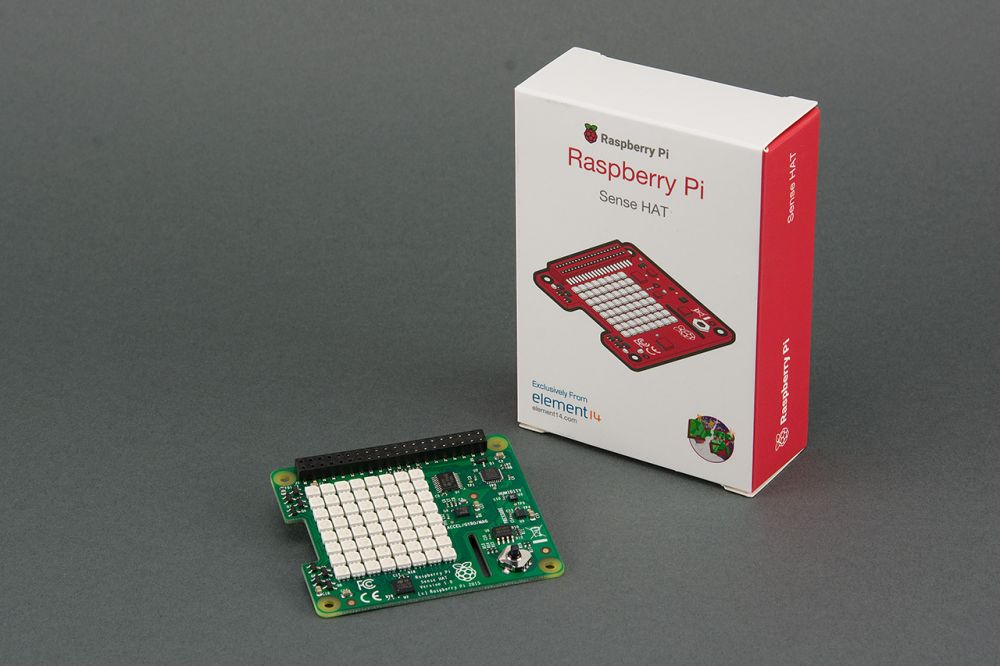 Raspberry Pi
Raspberry Pi
Sense HAT
Exclusively From
element14
element14.com
Sense HAT
Raspberry Pi
HUMIDITY
ACCEL/GYRO/MAG
FC
CE
Raspberry Pi
Sense HAT
Version 1.0
(c) Raspberry Pi 2015